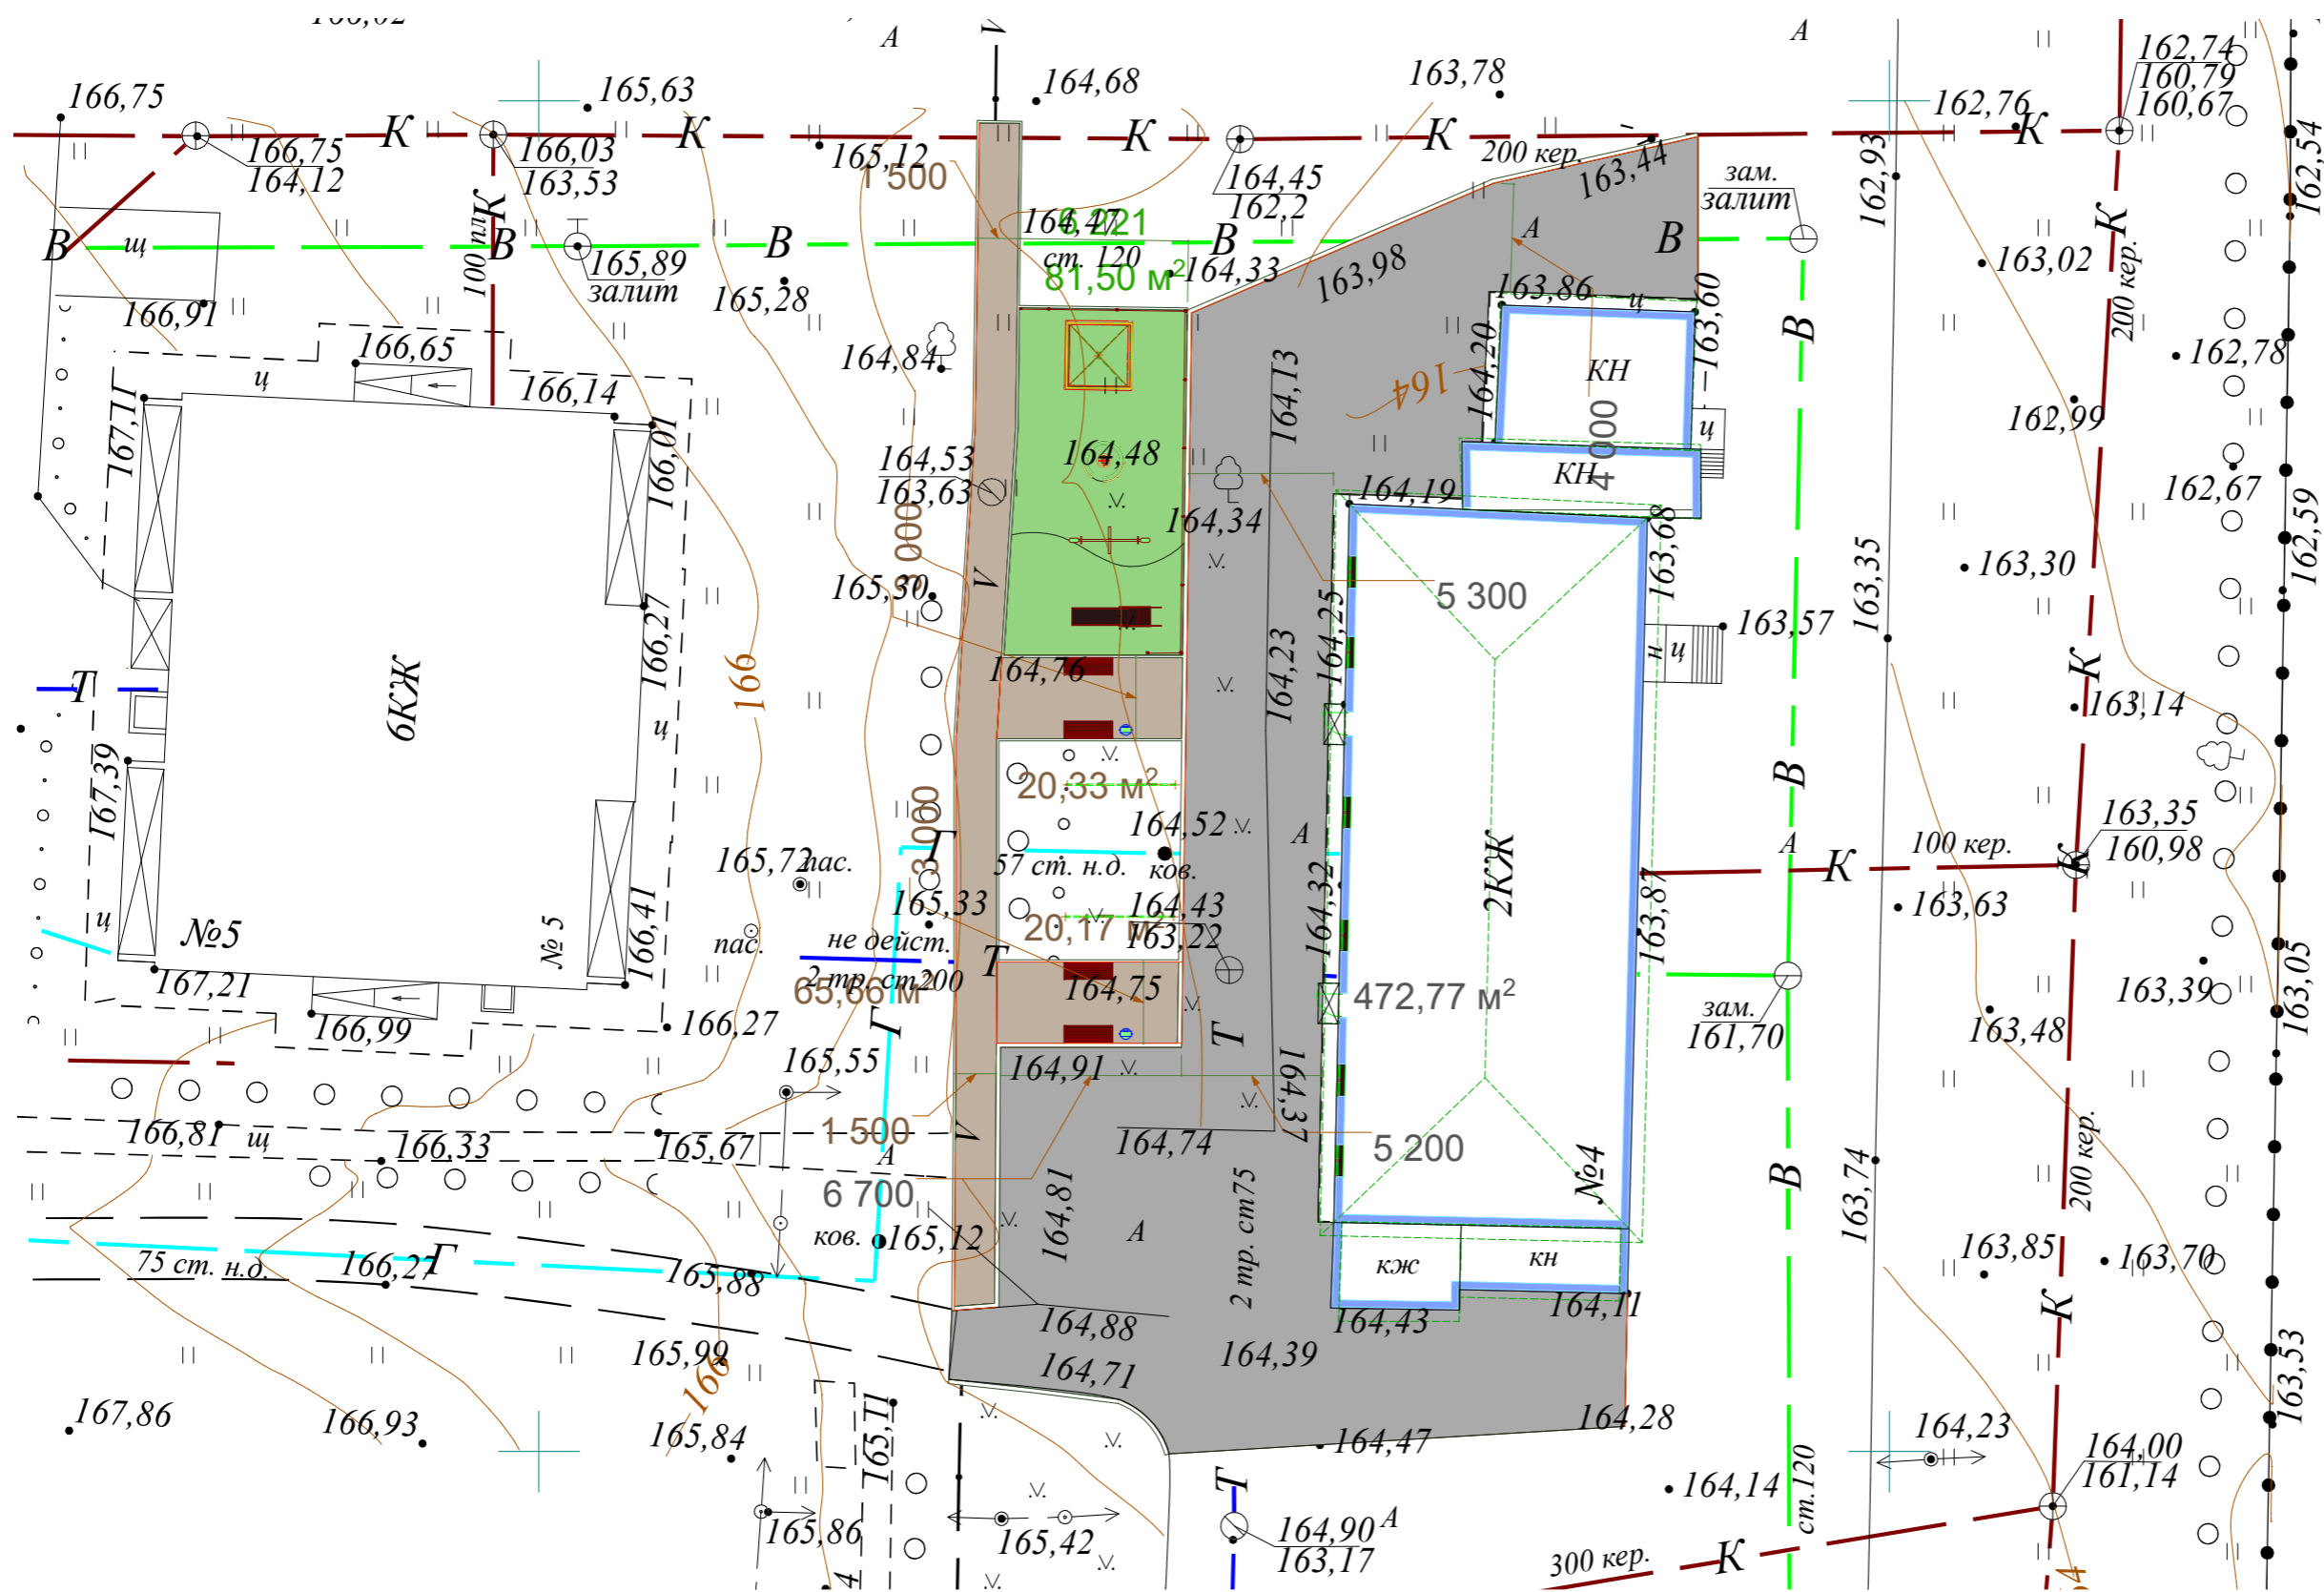 А
V
А
166,75
165,63
164,68
163,78
162,74
160,79
160,67
162,76
К
К
К
К
К
166,75
164,12
166,03
163,53
165,12
1 500
164,45
162,2
200 кер.
163,44
зам.
залит
162,93
162,54
В
щ
100 пл
К
В
165,89
залит
В
165,28
164,47
6 221
ст. 120
81,50 м²
164,33
В
163,98
А
В
К
200 кер.
163,02
166,91
166,65
ц
166,14
164,84
164,13
164
164,20
163,86
ц
163,60
КН
В
162,78
167,11
166,01
164,53
163,63
164,48
4 000
КН
ц
162,99
162,67
162,59
3 000
164,34
164,19
163,68
163,35
163,30
165,30
V
5 300
164,25
н
ц
163,57
Т
6КЖ
166,27
ц
166
164,76
164,23
К
163,14
167,39
20,33 м²
3 000
Г
164,52
А
В
163,35
160,98
100 кер.
165,72
пас.
57 ст. н.д.
ков.
2КЖ
А
К
К
164,32
163,87
ц
№5
№ 5
166,41
пас.
165,33
не дейст.
20,17 м²
164,43
163,22
163,63
Т
2 тр. ст200
65,66 м²
164,75
472,77 м²
зам.
161,70
163,39
163,48
163,05
167,21
166,99
166,27
Г
Т
165,55
164,91
164,37
166,81
щ
166,33
165,67
1 500
V
А
164,74
5 200
№4
В
163,74
200 кер.
6 700
164,81
2 тр. ст75
ков.
165,12
А
кж
кн
163,85
163,70
75 ст. н.д.
166,27
Г
165,88
164,88
164,43
164,11
К
165,99
166
164,71
164,39
163,53
167,86
166,93
165,84
165,11
164,47
164,28
164,23
164,00
161,14
Т
164,14
ст.120
165,86
165,42
164,90
163,17
А
300 кер.
К
4